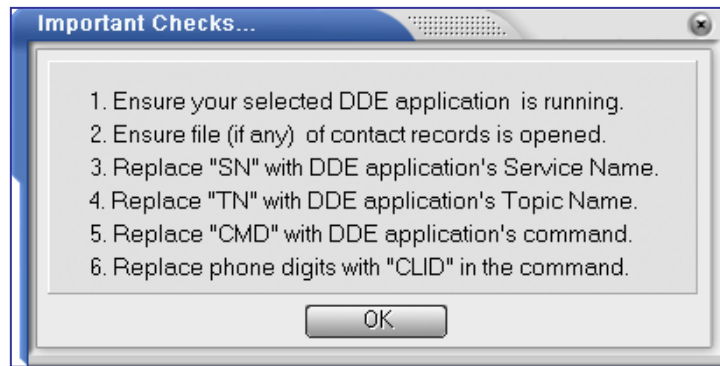 Important Checks...
1. Ensure your selected DDE application is running.
2. Ensure file (if any) of contact records is opened.
3. Replace "SN" with DDE application's Service Name.
4. Replace "TN" with DDE application's Topic Name.
5. Replace "CMD" with DDE application's command.
6. Replace phone digits with "CLID" in the command.
OK